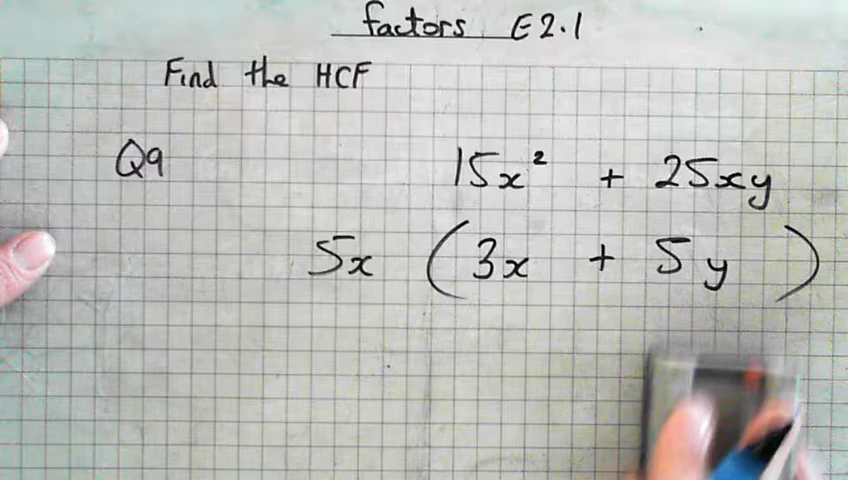 factors E2.1
Find the HCF
Q9 15x² + 25xy
5x (3x + 5y)